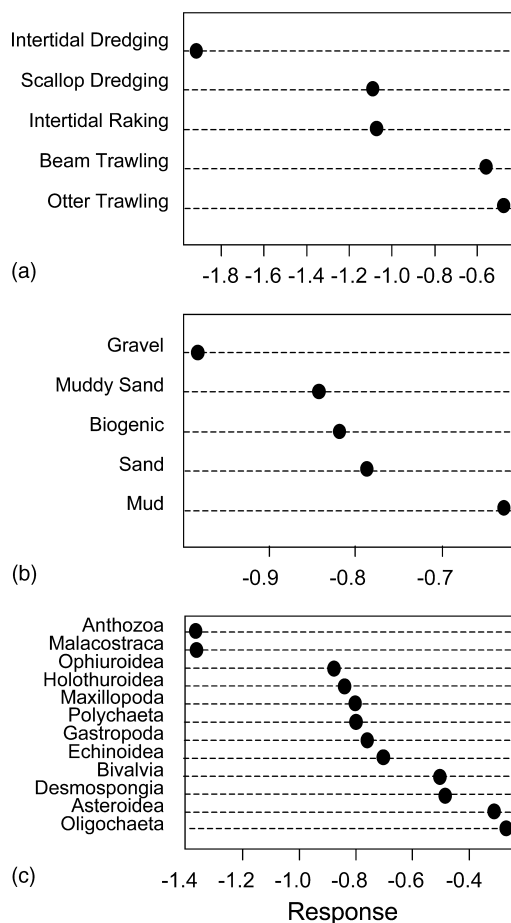 Intertidal Dredging
Scallop Dredging
Intertidal Raking
Beam Trawling
Otter Trawling
(a)
-1.8 -1.6 -1.4 -1.2 -1.0 -0.8 -0.6
Gravel
Muddy Sand
Biogenic
Sand
Mud
(b)
-0.9 -0.8 -0.7
Anthozoa
Malacostraca
Ophiuroidea
Holothuroidea
Maxillopoda
Polychaeta
Gastropoda
Echinoidea
Bivalvia
Desmospongia
Asteroidea
Oligochaeta
(c)
-1.4 -1.2 -1.0 -0.8 -0.6 -0.4
Response